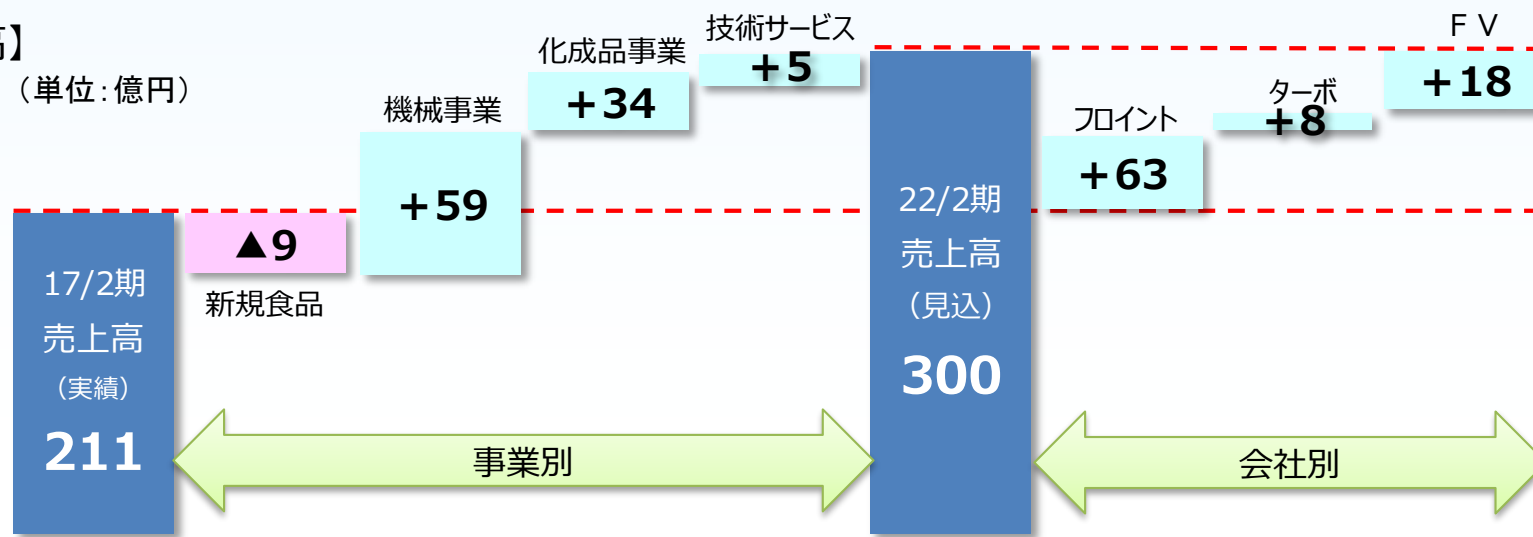 高】
（単位：億円）
17/2期
売上高
（実績）
211
▲9
新規食品
機械事業
+59
化成品事業
+34
技術サービス
+5
事業別
22/2期
売上高
（見込）
300
フロイント
+63
ターボ
+8
ＦＶ
+18
会社別